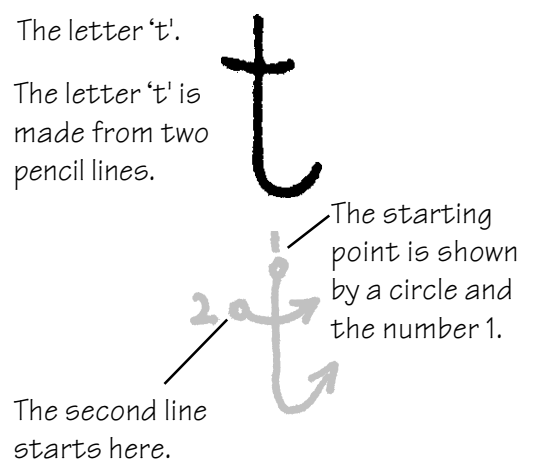 The letter ‘t'.
t
The letter ‘t' is
made from two
pencil lines.
The starting
point is shown
by a circle and
the number 1.
1
2
The second line
starts here.